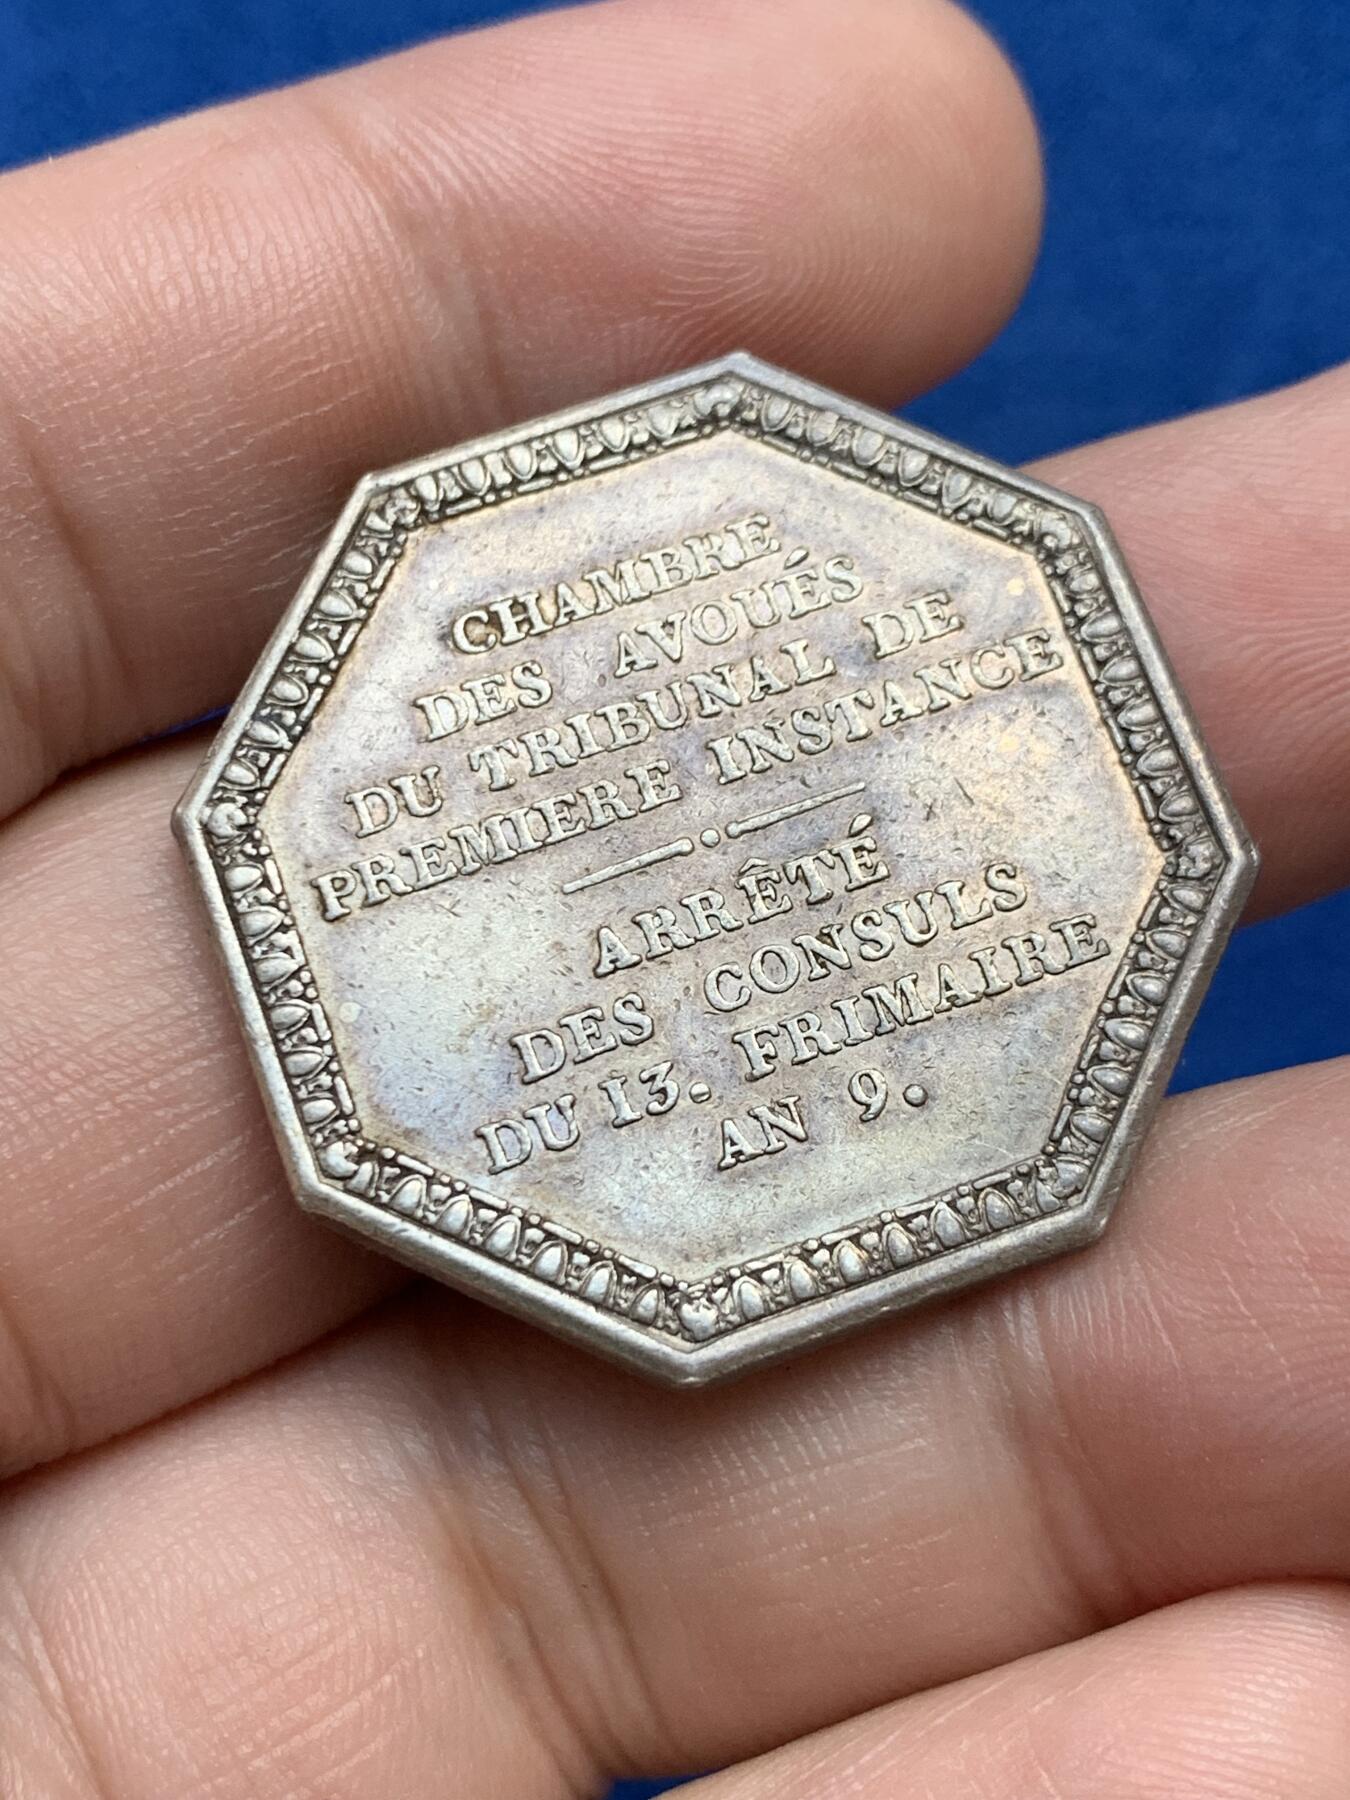 CHAMBRE
DES AVOUÉS
DU TRIBUNAL DE
PREMIERE INSTANCE
ARRÊTÉ
DES CONSULS
DU 13. FRIMAIRE
AN 9.